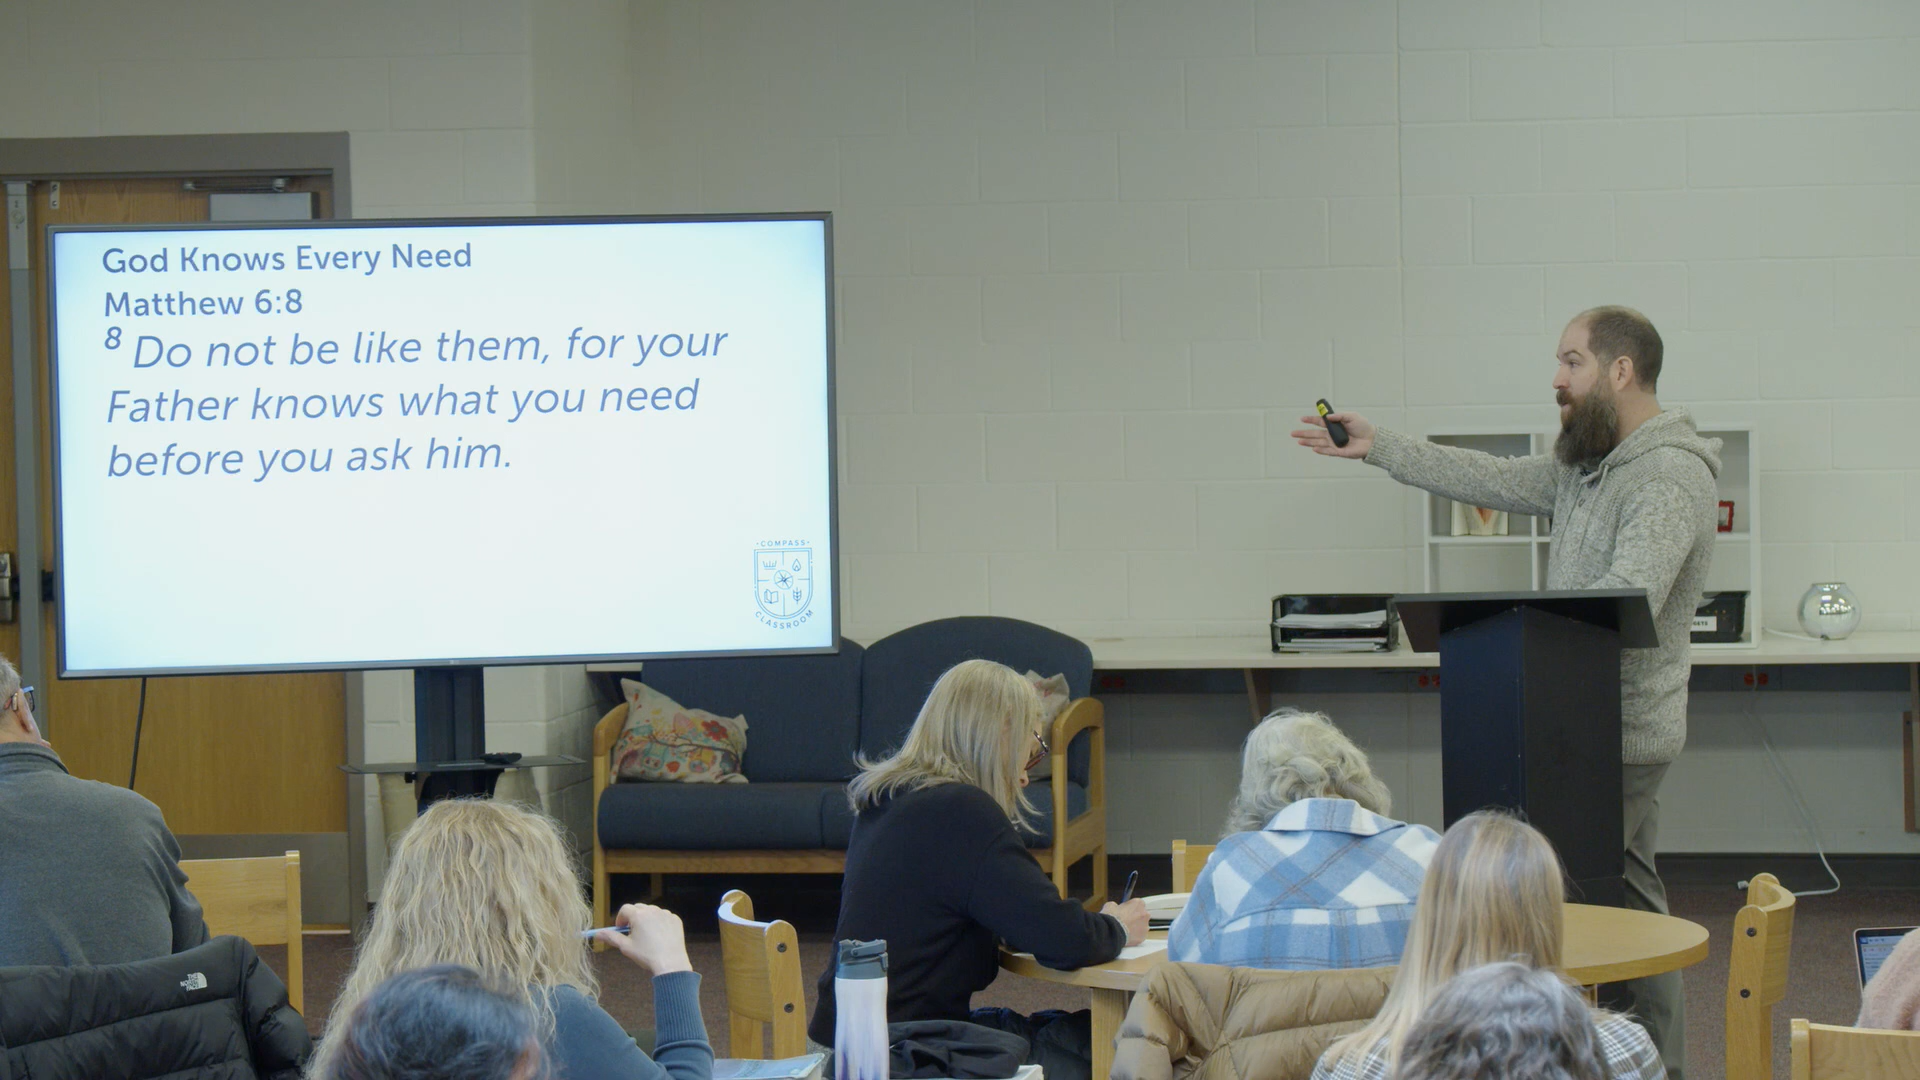 God Knows Every Need
Matthew 6:8
8 Do not be like them, for your
Father knows what you need
before you ask him.
COMPASS
CLASSROOM
THE
NORTH
FACE